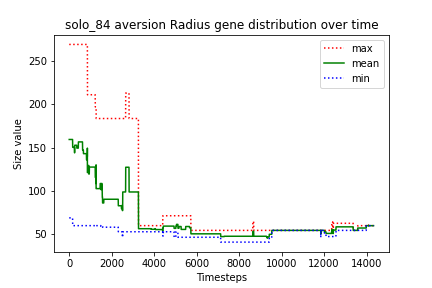 solo_84 aversion Radius gene distribution over time
max
mean
min
Size value
250
200
150
100
50
0 2000 4000 6000 8000 10000 12000 14000
Timesteps